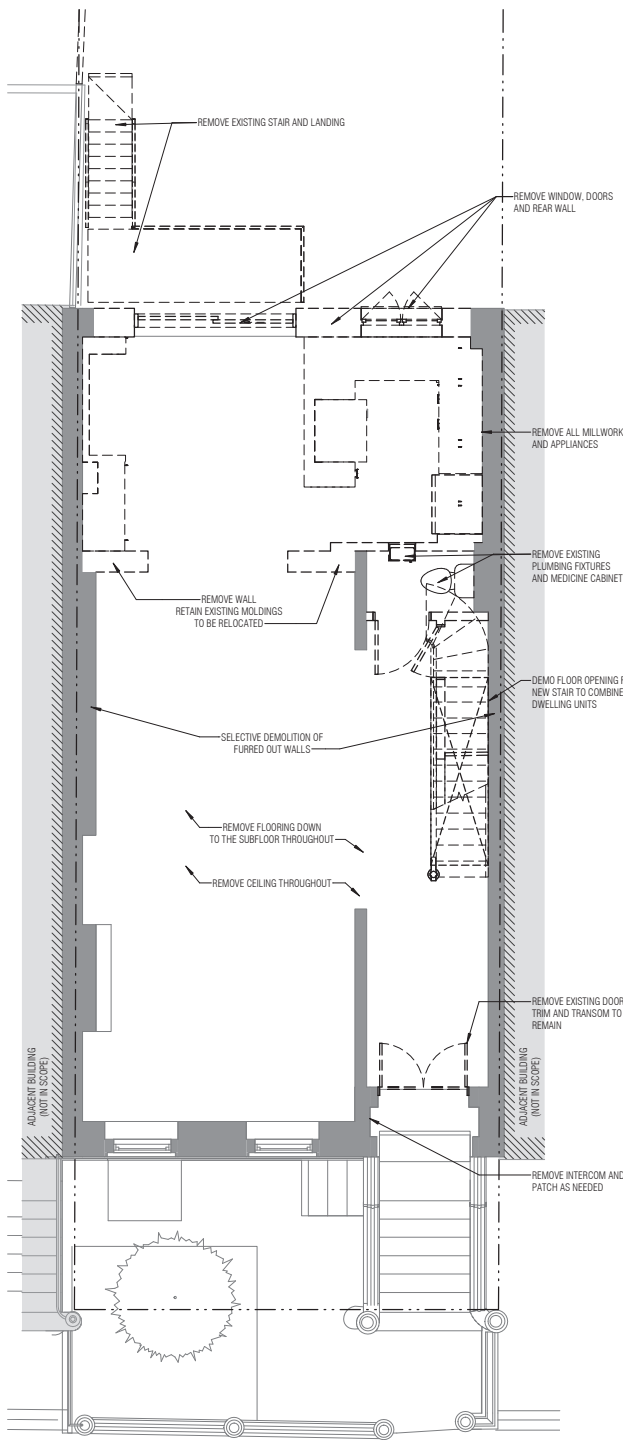 REMOVE EXISTING STAIR AND LANDING
REMOVE WINDOW, DOORS
AND REAR WALL
REMOVE ALL MILLWORK
AND APPLIANCES
REMOVE EXISTING
PLUMBING FIXTURES
AND MEDICINE CABINET
REMOVE WALL
RETAIN EXISTING MOLDINGS
TO BE RELOCATED
DEMO FLOOR OPENING F
NEW STAIR TO COMBINE
DWELLING UNITS
SELECTIVE DEMOLITION OF
FURRED OUT WALLS
REMOVE FLOORING DOWN
TO THE SUBFLOOR THROUGHOUT
REMOVE CEILING THROUGHOUT
REMOVE EXISTING DOOR
TRIM AND TRANSOM TO
REMAIN
ADJACENT BUILDING
(NOT IN SCOPE)
ADJACENT BUILDING
(NOT IN SCOPE)
REMOVE INTERCOM AND
PATCH AS NEEDED